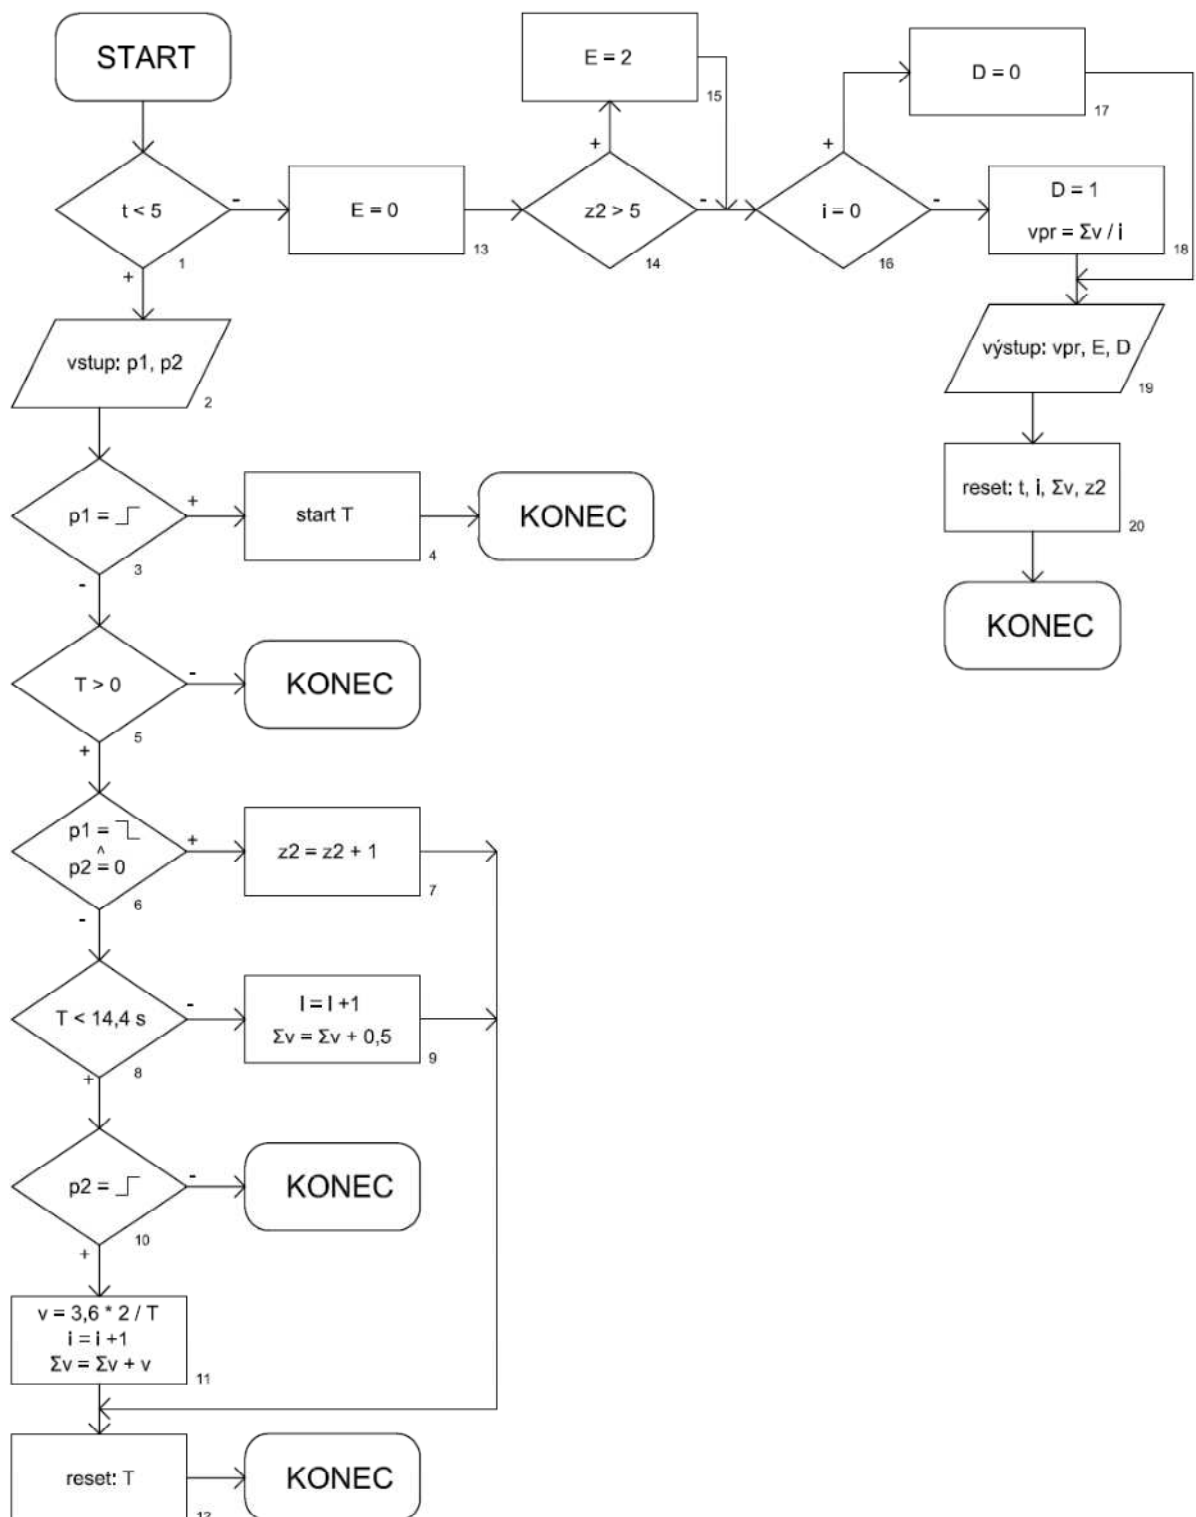 START
t < 5
-
+
1
E = 0
13
z2 > 5
+
-
14
E = 2
15
i = 0
+
-
16
D = 0
17
D = 1
vpr = Σv / i
18
výstup: vpr, E, D
19
reset: t, i, Σv, z2
20
KONEC
vstup: p1, p2
2
p1 =
+
-
3
start T
4
KONEC
T > 0
-
+
5
KONEC
p1 =
^
p2 = 0
+
-
6
z2 = z2 + 1
7
T < 14,4 s
-
+
8
I = I +1
Σv = Σv + 0,5
9
p2 =
-
+
10
KONEC
v = 3,6 * 2 / T
i = i +1
Σv = Σv + v
11
reset: T
12
KONEC